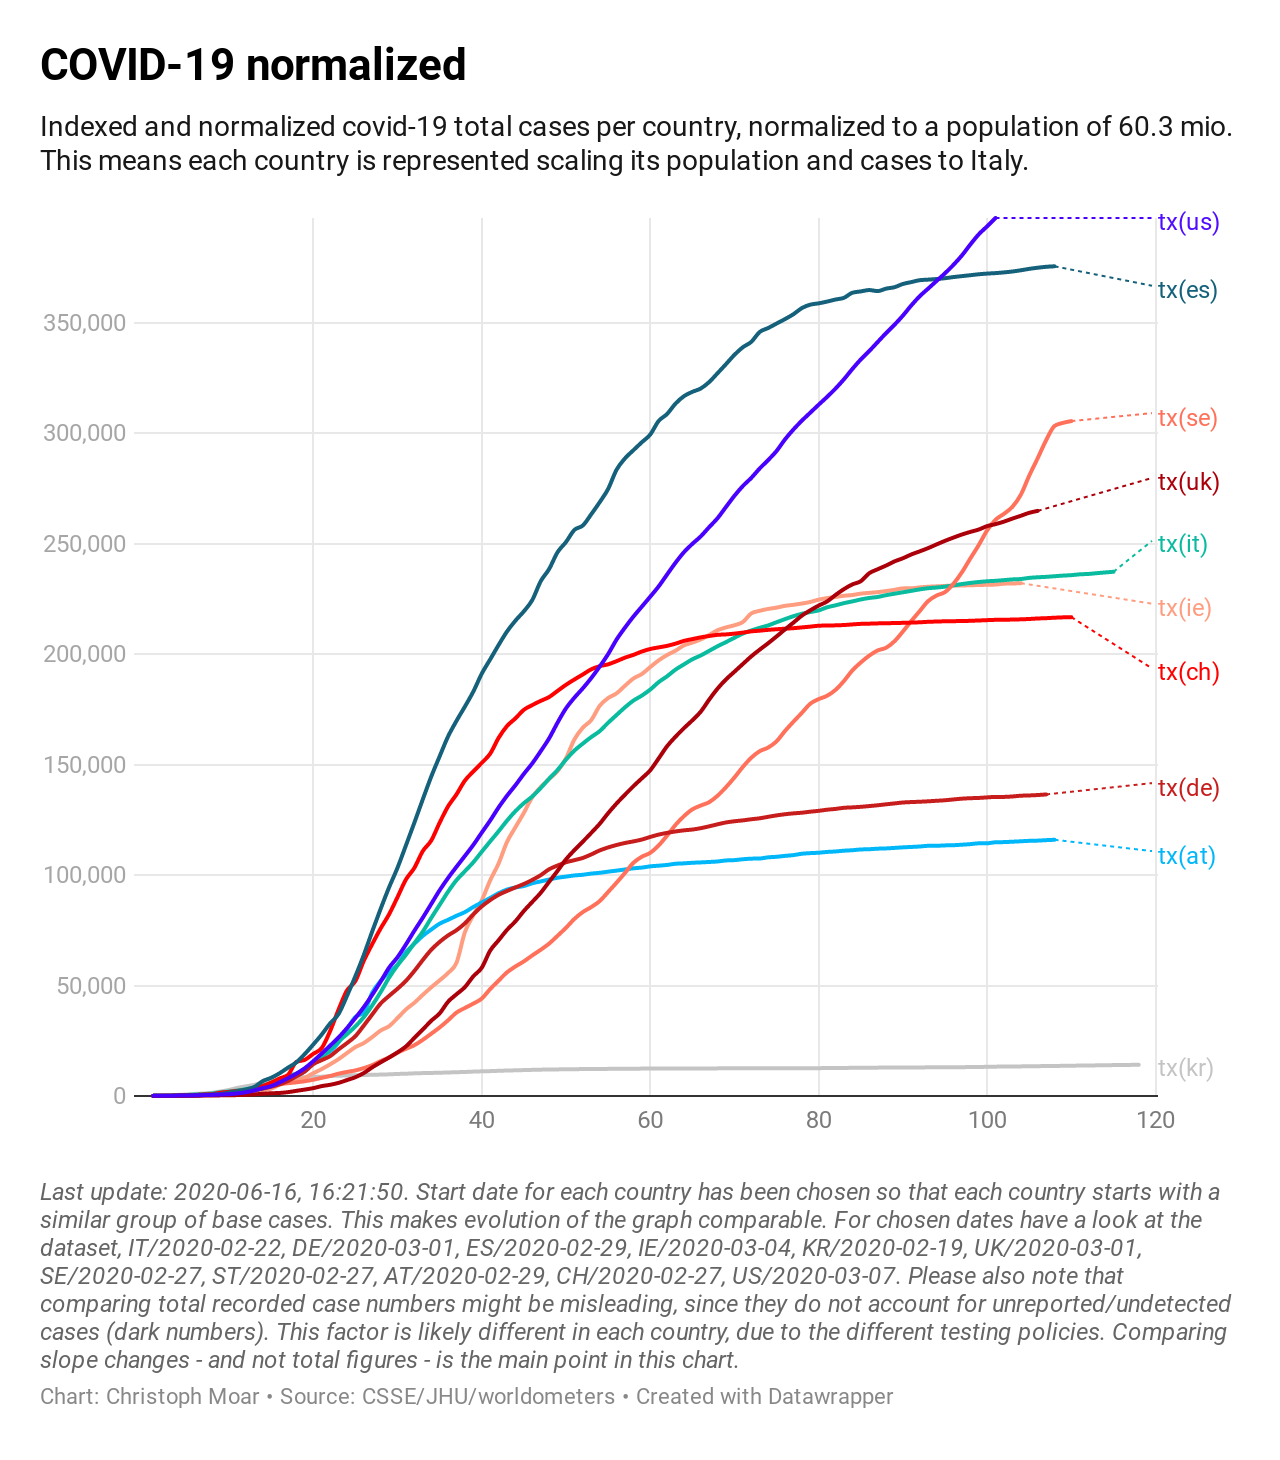 COVID-19 normalized
Indexed and normalized covid-19 total cases per country, normalized to a population of 60.3 mio.
This means each country is represented scaling its population and cases to Italy.
tx(us)
tx(es)
350,000
tx(se)
300,000
tx(uk)
250,000
tx(it)
tx(ie)
200,000
tx(ch)
150,000
tx(de)
tx(at)
100,000
50,000
tx(kr)
0
20 40 60 80 100 120
Last update: 2020-06-16, 16:21:50. Start date for each country has been chosen so that each country starts with a
similar group of base cases. This makes evolution of the graph comparable. For chosen dates have a look at the
dataset, IT/2020-02-22, DE/2020-03-01, ES/2020-02-29, IE/2020-03-04, KR/2020-02-19, UK/2020-03-01,
SE/2020-02-27, ST/2020-02-27, AT/2020-02-29, CH/2020-02-27, US/2020-03-07. Please also note that
comparing total recorded case numbers might be misleading, since they do not account for unreported/undetected
cases (dark numbers). This factor is likely different in each country, due to the different testing policies. Comparing
slope changes - and not total figures - is the main point in this chart.
Chart: Christoph Moar • Source: CSSE/JHU/worldometers • Created with Datawrapper